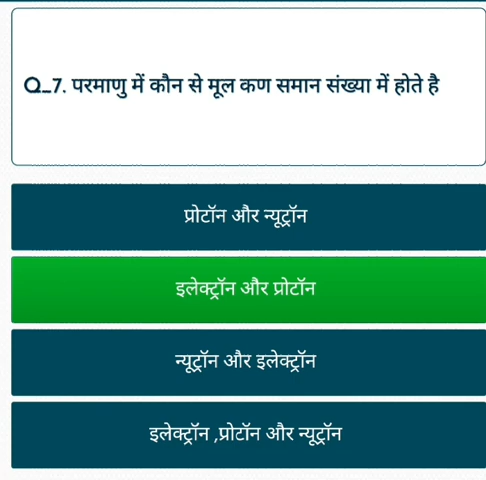 Q_7. परमाणु में कौन से मूल कण समान संख्या में होते है
प्रोटॉन और न्यूट्रॉन
इलेक्ट्रॉन और प्रोटॉन
न्यूट्रॉन और इलेक्ट्रॉन
इलेक्ट्रॉन ,प्रोटॉन और न्यूट्रॉन